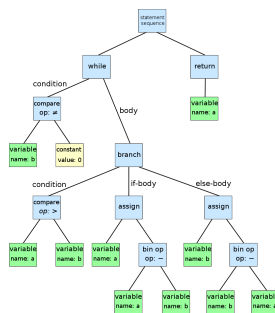 statement
sequence
while
return
condition
body
compare
op: ≠
variable
name: a
variable
name: b
constant
value: 0
branch
condition
if-body
else-body
compare
op: >
assign
assign
variable
name: a
variable
name: b
variable
name: a
bin op
op: −
variable
name: b
bin op
op: −
variable
name: a
variable
name: b
variable
name: b
variable
name: a